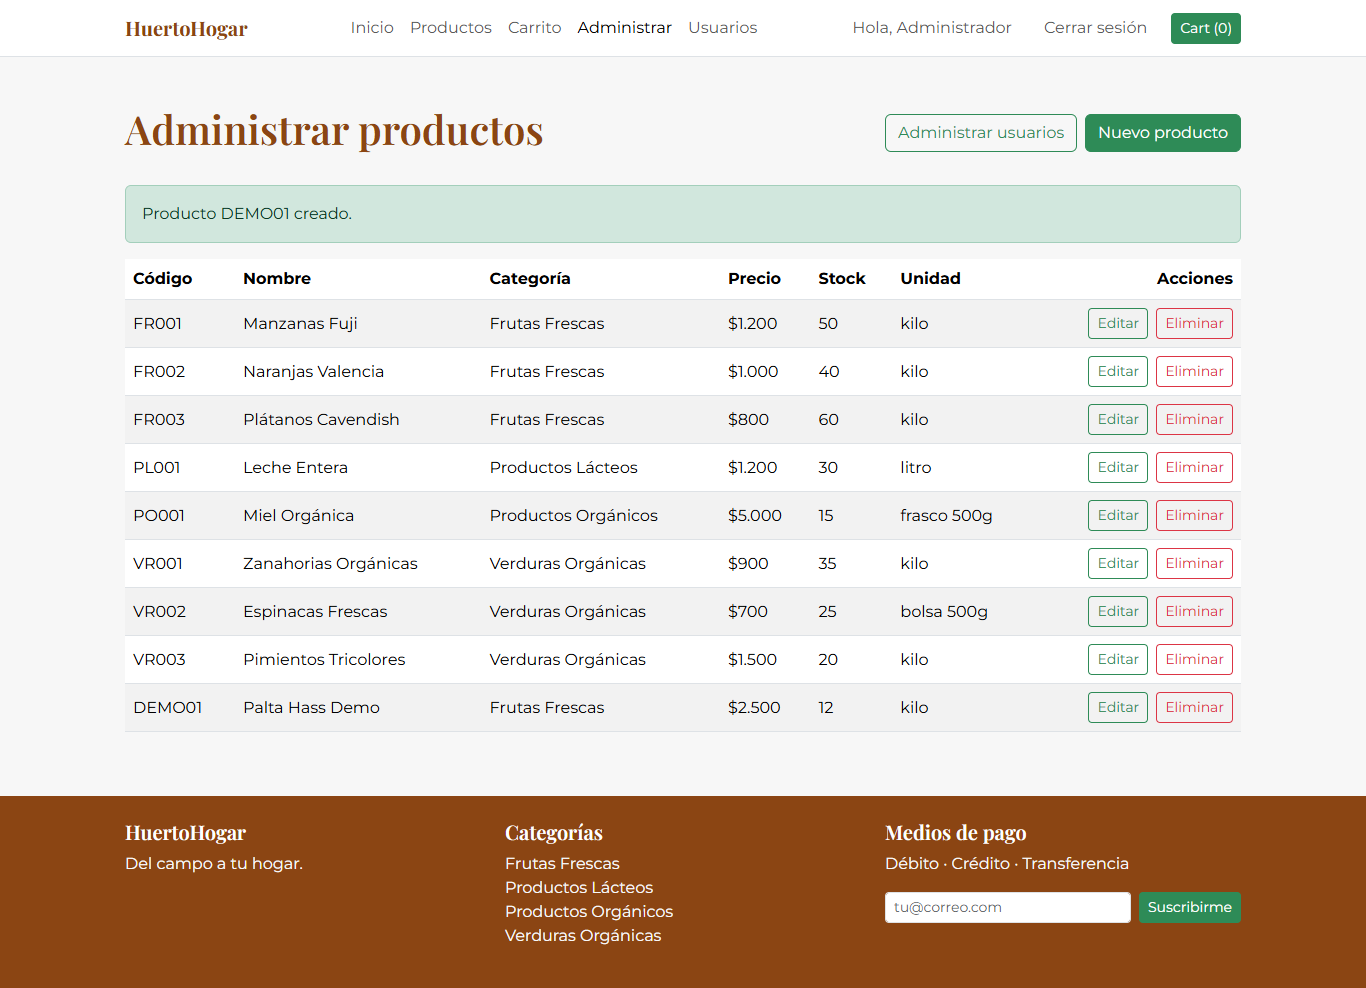 HuertoHogar Inicio Productos Carrito Administrar Usuarios Hola, Administrador Cerrar sesión Cart (0)
Administrar productos Administrar usuarios Nuevo producto
Producto DEMO01 creado.
Código Nombre Categoría Precio Stock Unidad Acciones
FR001 Manzanas Fuji Frutas Frescas $1.200 50 kilo Editar Eliminar
FR002 Naranjas Valencia Frutas Frescas $1.000 40 kilo Editar Eliminar
FR003 Plátanos Cavendish Frutas Frescas $800 60 kilo Editar Eliminar
PL001 Leche Entera Productos Lácteos $1.200 30 litro Editar Eliminar
PO001 Miel Orgánica Productos Orgánicos $5.000 15 frasco 500g Editar Eliminar
VR001 Zanahorias Orgánicas Verduras Orgánicas $900 35 kilo Editar Eliminar
VR002 Espinacas Frescas Verduras Orgánicas $700 25 bolsa 500g Editar Eliminar
VR003 Pimientos Tricolores Verduras Orgánicas $1.500 20 kilo Editar Eliminar
DEMO01 Palta Hass Demo Frutas Frescas $2.500 12 kilo Editar Eliminar
HuertoHogar
Del campo a tu hogar.
Categorías
Frutas Frescas
Productos Lácteos
Productos Orgánicos
Verduras Orgánicas
Medios de pago
Débito · Crédito · Transferencia
tu@correo.com Suscribirme